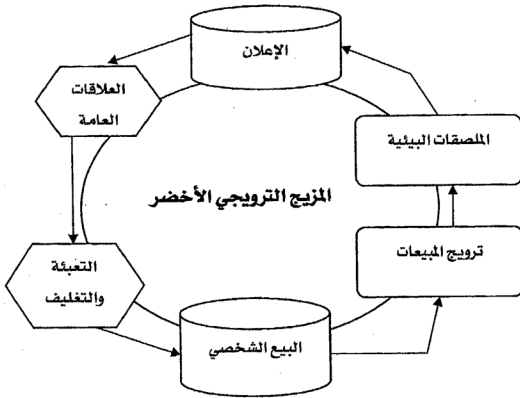 الإعلان
العلاقات
العامة
الملصقات البيئية
المزيج الترويجي الأخضر
ترويج المبيعات
التعبئة
والتغليف
البيع الشخصي